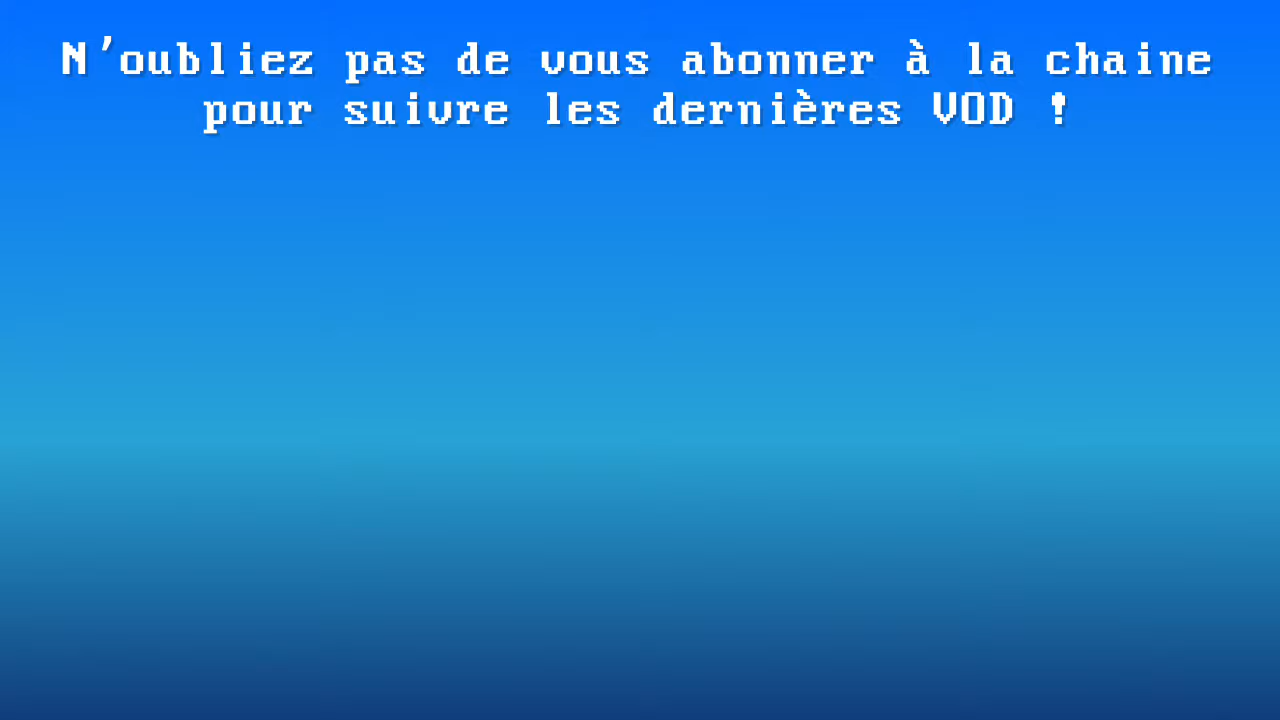 N'oubliez pas de vous abonner à la chaine
pour suivre les dernières VOD !